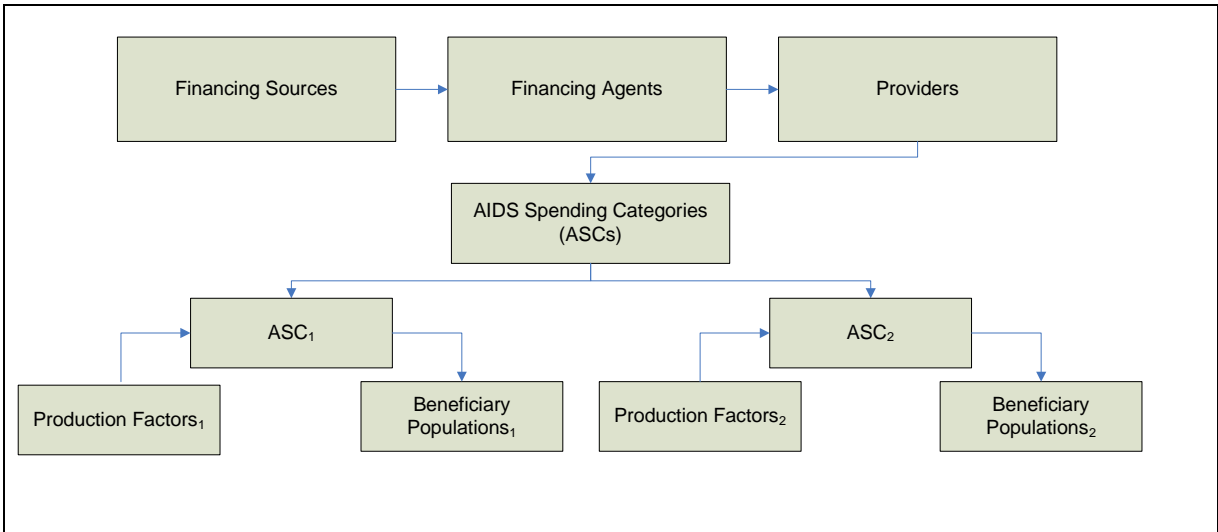 Financing Sources
Financing Agents
Providers
AIDS Spending Categories
(ASCs)
ASC₁
ASC₂
Production Factors₁
Beneficiary
Populations₁
Production Factors₂
Beneficiary
Populations₂